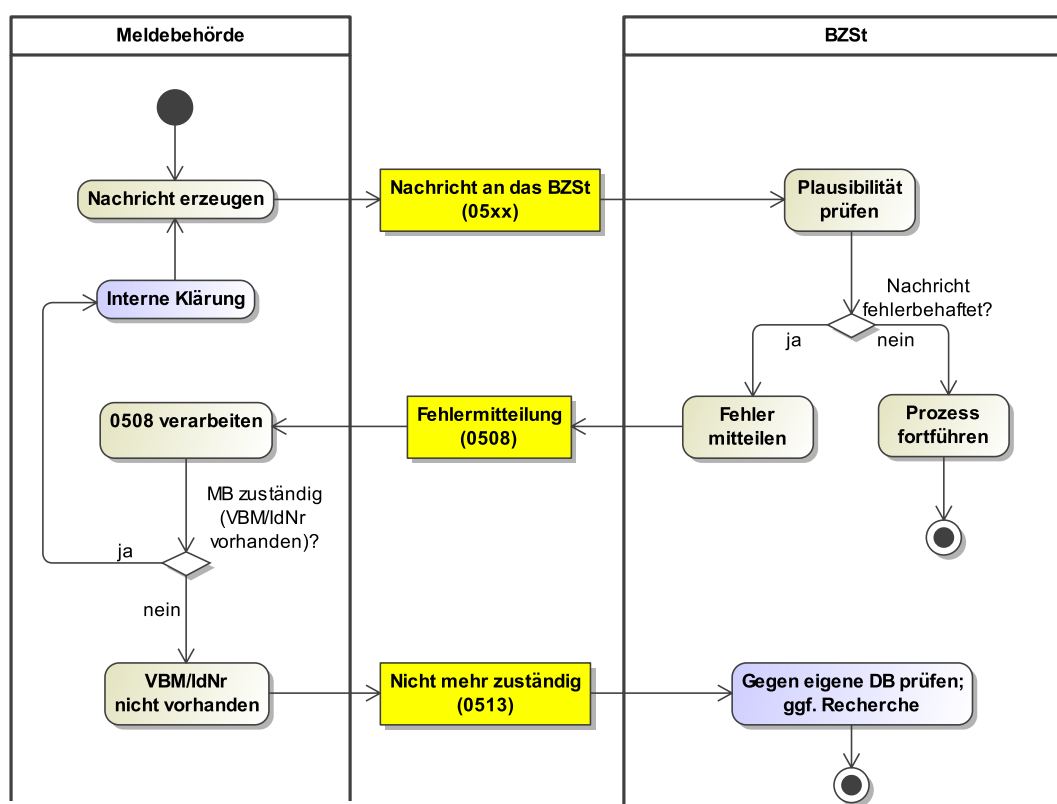 Meldebehörde
BZSt
Nachricht erzeugen
Nachricht an das BZSt
(05xx)
Plausibilität
prüfen
Interne Klärung
Nachricht
fehlerbehaftet?
ja
nein
0508 verarbeiten
Fehlermitteilung
(0508)
Fehler
mitteilen
Prozess
fortführen
MB zuständig
(VBM/IdNr
vorhanden)?
ja
nein
VBM/IdNr
nicht vorhanden
Nicht mehr zuständig
(0513)
Gegen eigene DB prüfen;
ggf. Recherche